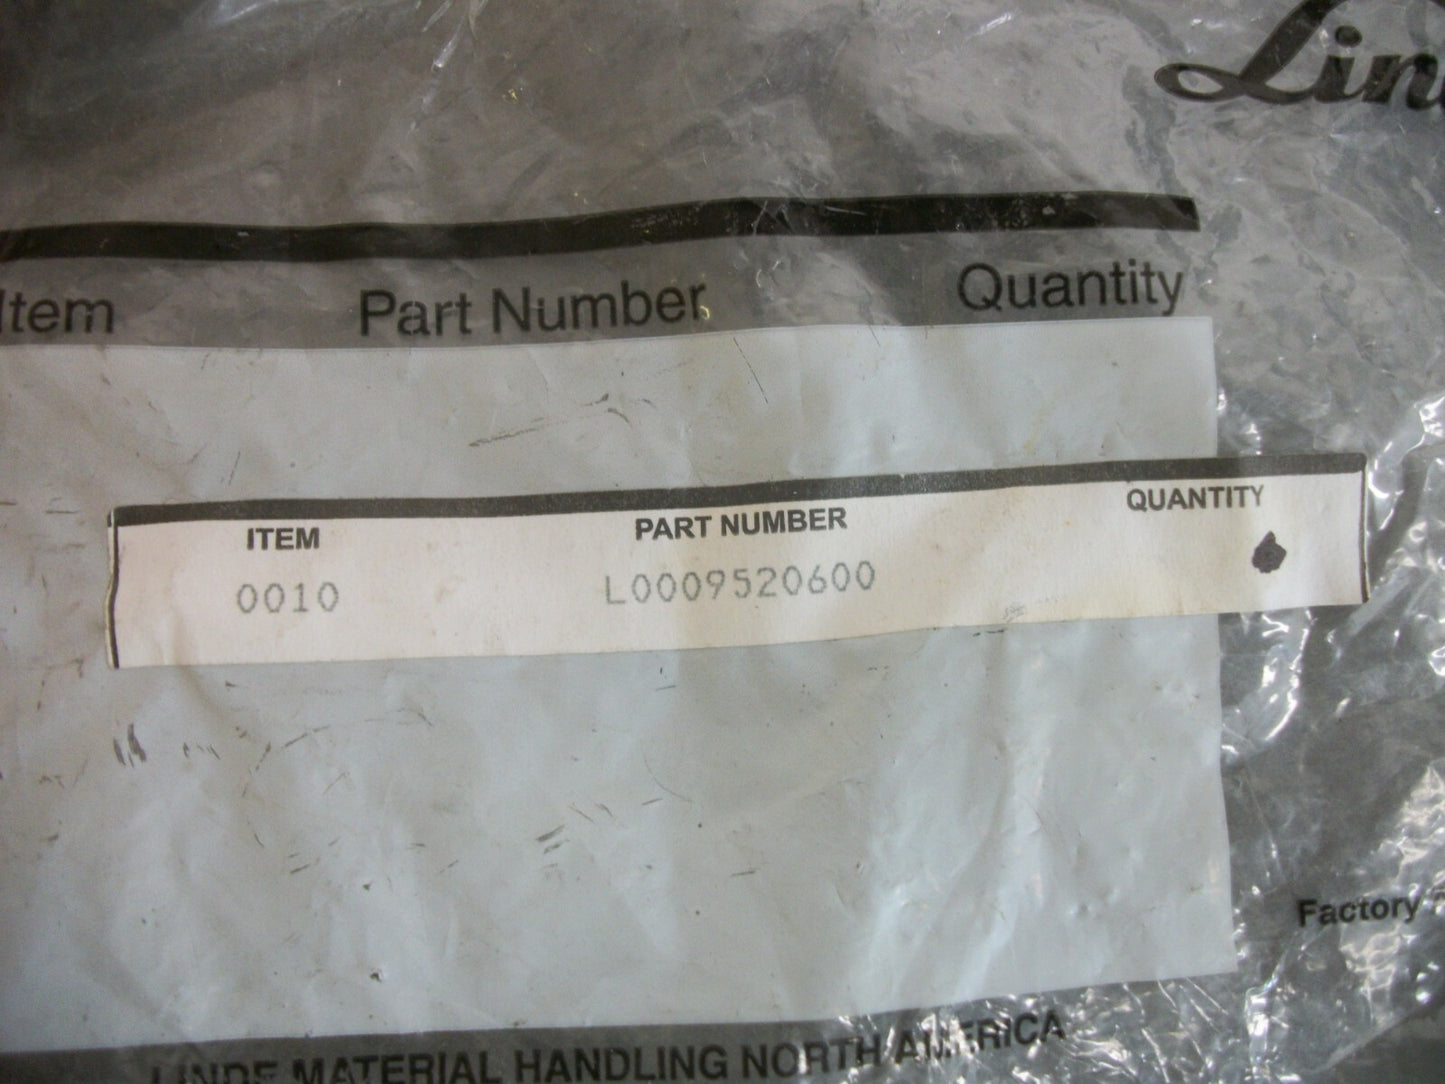 Item Part Number Quantity
ITEM PART NUMBER QUANTITY
0010 L0009520600
Factory
LINDE MATERIAL HANDLING NORTH AMERICA